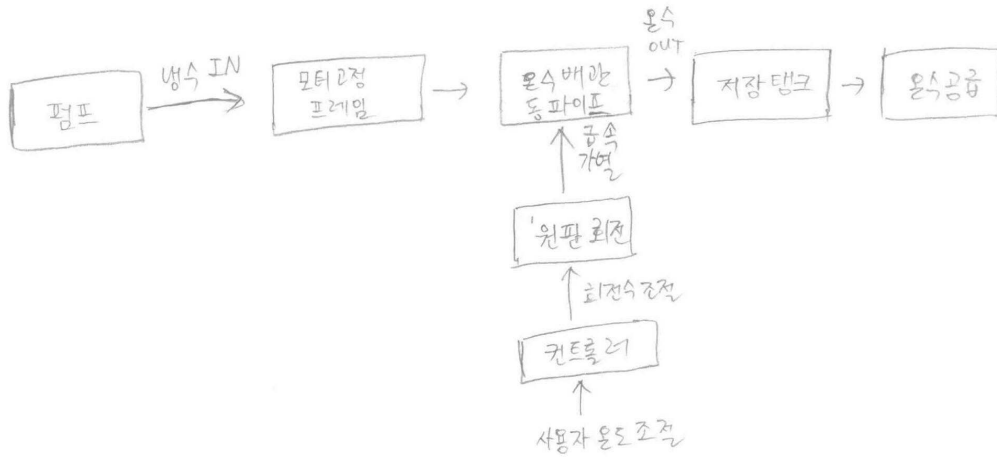 펌프
냉수 IN
모터고정
프레임
온수배관
동파이프
온수
OUT
저장탱크
온수공급
급속
가열
원판 회전
회전수 조절
컨트롤러
사용자 온도 조절